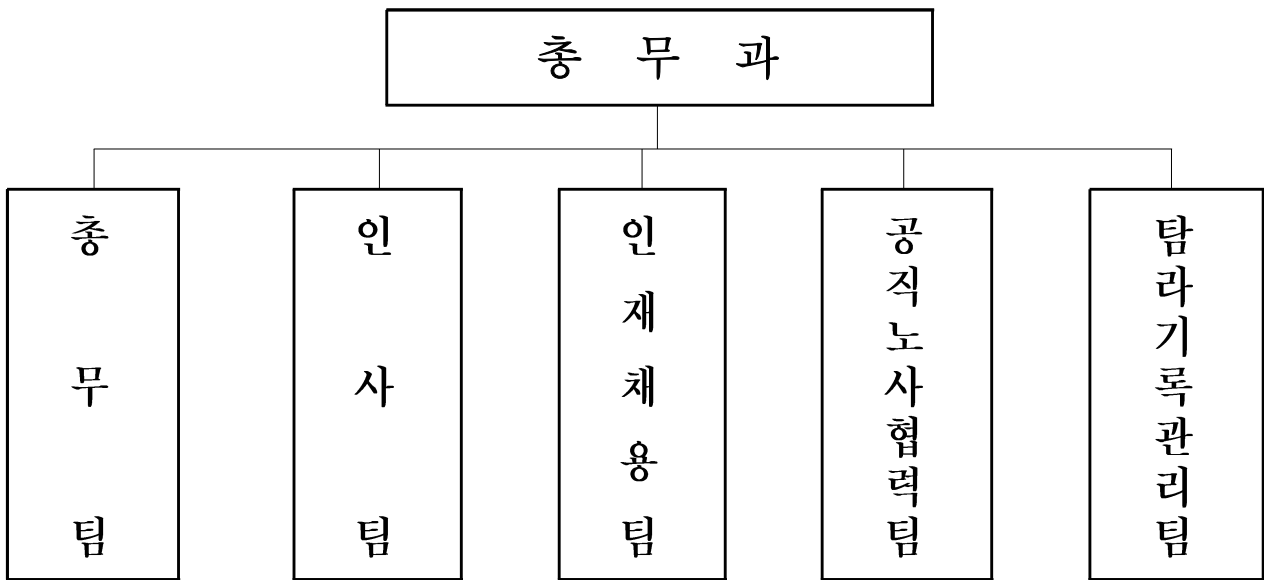 총 무 과
총무팀
인사팀
인재채용팀
공직노사협력팀
탐라기록관리팀